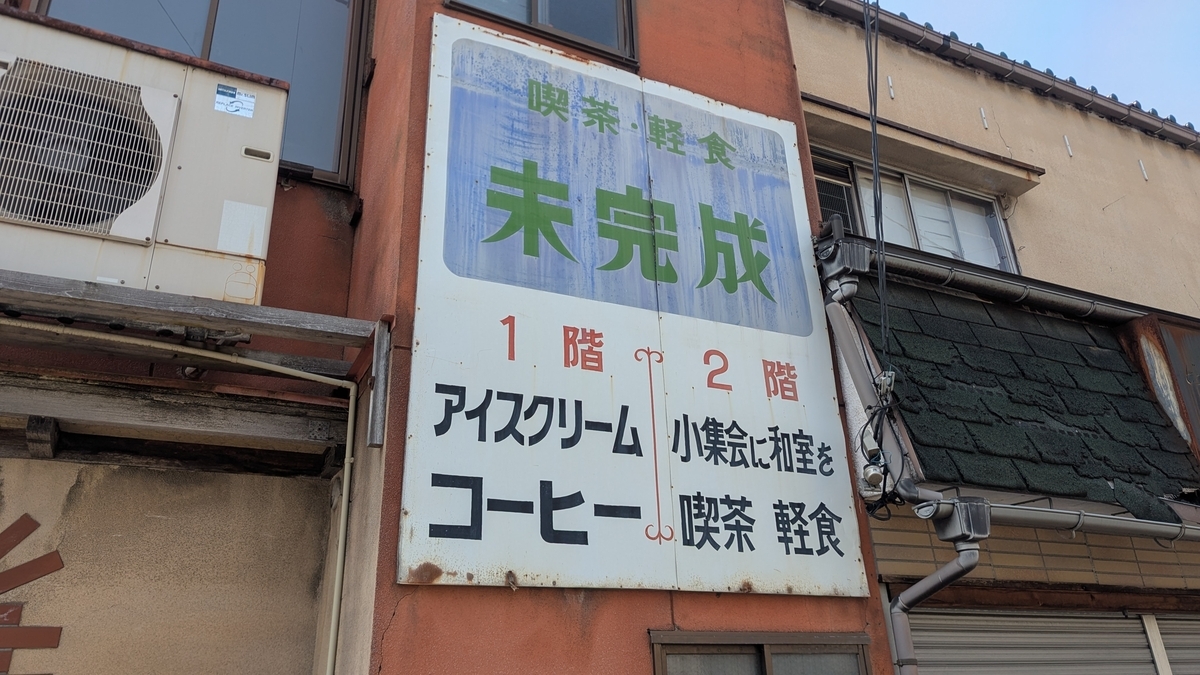 喫茶・軽食
未完成
1階
アイスクリーム
コーヒー
2階
小集会に和室を
喫茶 軽食